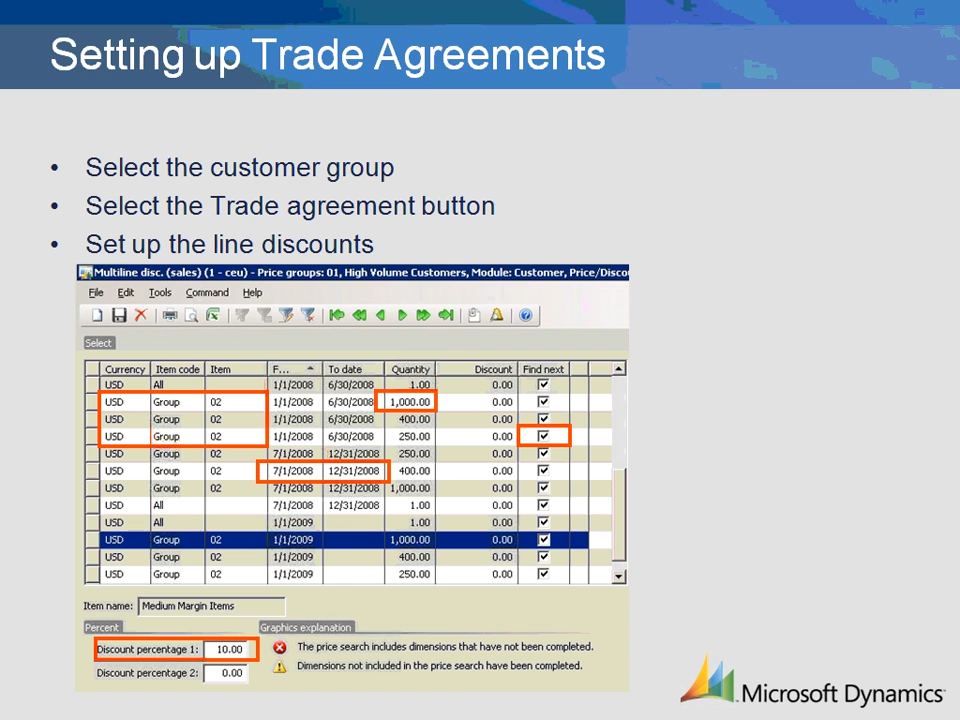 Setting up Trade Agreements
• Select the customer group
• Select the Trade agreement button
• Set up the line discounts
Multiline disc. (sales) (1 - ceu) - Price groups: 01, High Volume Customers, Module: Customer, Price/Discou
File Edit Tools Command Help
Select
Currency Item code Item F... To date Quantity Discount Find next
USD All 1/1/2008 6/30/2008 1.00 0.00
USD Group 02 1/1/2008 6/30/2008 1,000.00 0.00
USD Group 02 1/1/2008 6/30/2008 400.00 0.00
USD Group 02 1/1/2008 6/30/2008 250.00 0.00
USD Group 02 7/1/2008 12/31/2008 250.00 0.00
USD Group 02 7/1/2008 12/31/2008 400.00 0.00
USD Group 02 7/1/2008 12/31/2008 1,000.00 0.00
USD All 7/1/2008 12/31/2008 1.00 0.00
USD All 1/1/2009 1.00 0.00
USD Group 02 1/1/2009 1,000.00 0.00
USD Group 02 1/1/2009 400.00 0.00
USD Group 02 1/1/2009 250.00 0.00
Item name: Medium Margin Items
Percent Graphics explanation
Discount percentage 1: 10.00 The price search includes dimensions that have not been completed.
Discount percentage 2: 0.00 Dimensions not included in the price search have been completed.
Microsoft Dynamics